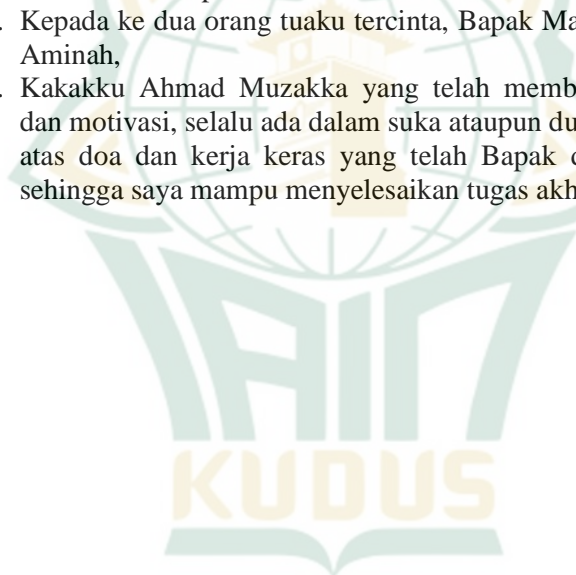 . Kepada ke dua orang tuaku tercinta, Bapak Ma
Aminah,
. Kakakku Ahmad Muzakka yang telah memb
dan motivasi, selalu ada dalam suka ataupun du
atas doa dan kerja keras yang telah Bapak
sehingga saya mampu menyelesaikan tugas akh
IAIN
KUDUS